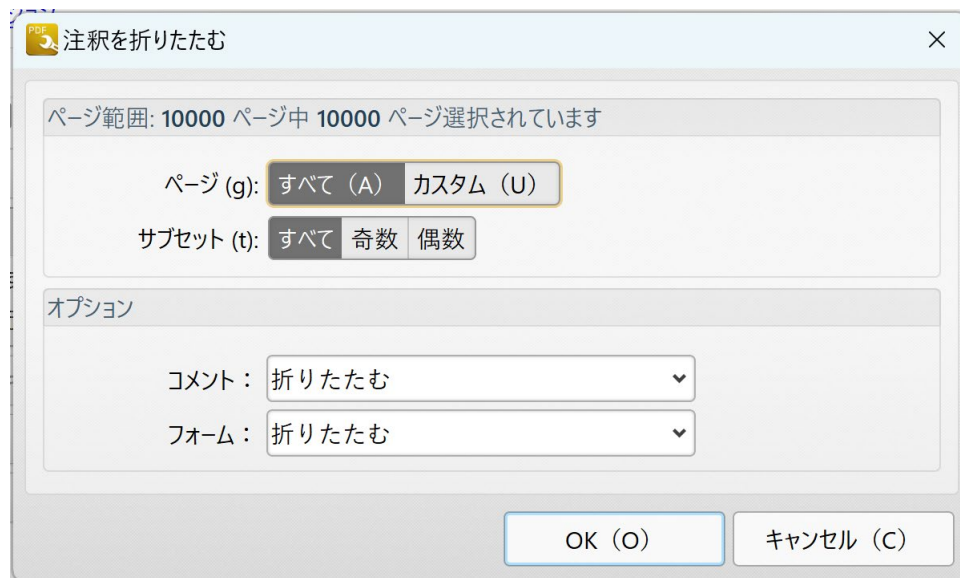 PDF
注釈を折りたたむ
ページ範囲: 10000 ページ中 10000 ページ選択されています
ページ (g): すべて（A） カスタム（U）
サブセット (t): すべて 奇数 偶数
オプション
コメント： 折りたたむ
フォーム： 折りたたむ
OK（O） キャンセル（C）